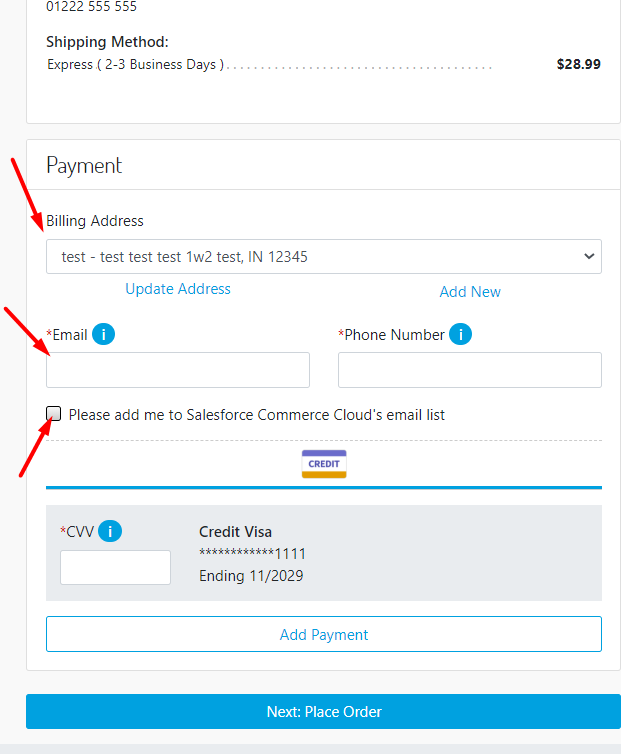 01222 555 555
Shipping Method:
Express ( 2-3 Business Days ) . . . . . . . . . . . . . . . . . . . . . . . . . . . . . . . . . . . . . . . $28.99
Payment
Billing Address
test - test test test 1w2 test, IN 12345
Update Address Add New
*Email i *Phone Number i
Please add me to Salesforce Commerce Cloud's email list
CREDIT
*CVV i Credit Visa
************1111
Ending 11/2029
Add Payment
Next: Place Order